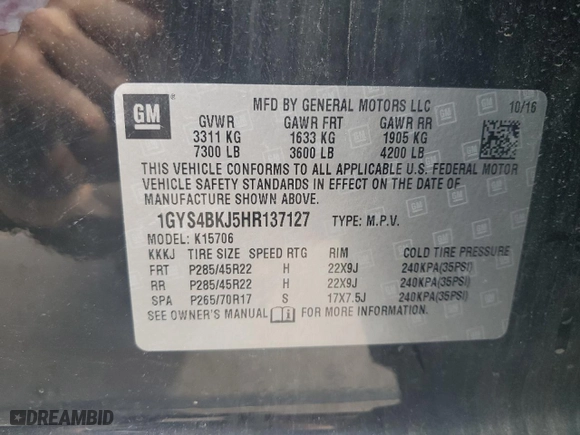 GM
MFD BY GENERAL MOTORS LLC 10/16
GVWR GAWR FRT GAWR RR
3311 KG 1633 KG 1905 KG
7300 LB 3600 LB 4200 LB
THIS VEHICLE CONFORMS TO ALL APPLICABLE U.S. FEDERAL MOTOR
VEHICLE SAFETY STANDARDS IN EFFECT ON THE DATE OF
MANUFACTURE SHOWN ABOVE.
1GYS4BKJ5HR137127 TYPE: M.P.V.
MODEL: K15706
KKKJ TIRE SIZE SPEED RTG RIM COLD TIRE PRESSURE
FRT P285/45R22 H 22X9J 240KPA(35PSI)
RR P285/45R22 H 22X9J 240KPA(35PSI)
SPA P265/70R17 S 17X7.5J 240KPA(35PSI)
SEE OWNER'S MANUAL FOR MORE INFORMATION.
DREAMBID